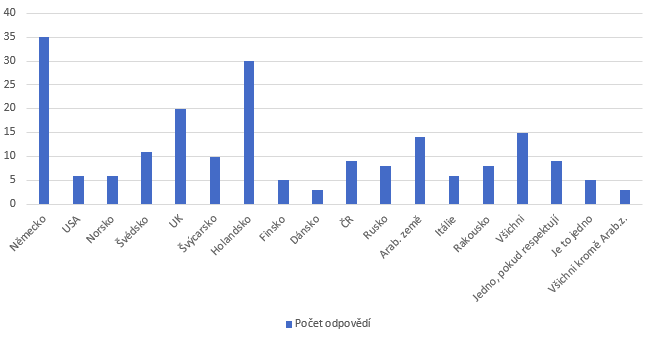 40
35
30
25
20
15
10
5
0
Německo
USA
Norsko
Švédsko
UK
Švýcarsko
Holandsko
Finsko
Dánsko
ČR
Rusko
Arab. země
Itálie
Rakousko
Všichni
Jedno, pokud respektují
Je to jedno
Všichni kromě Arab.z.
Počet odpovědí